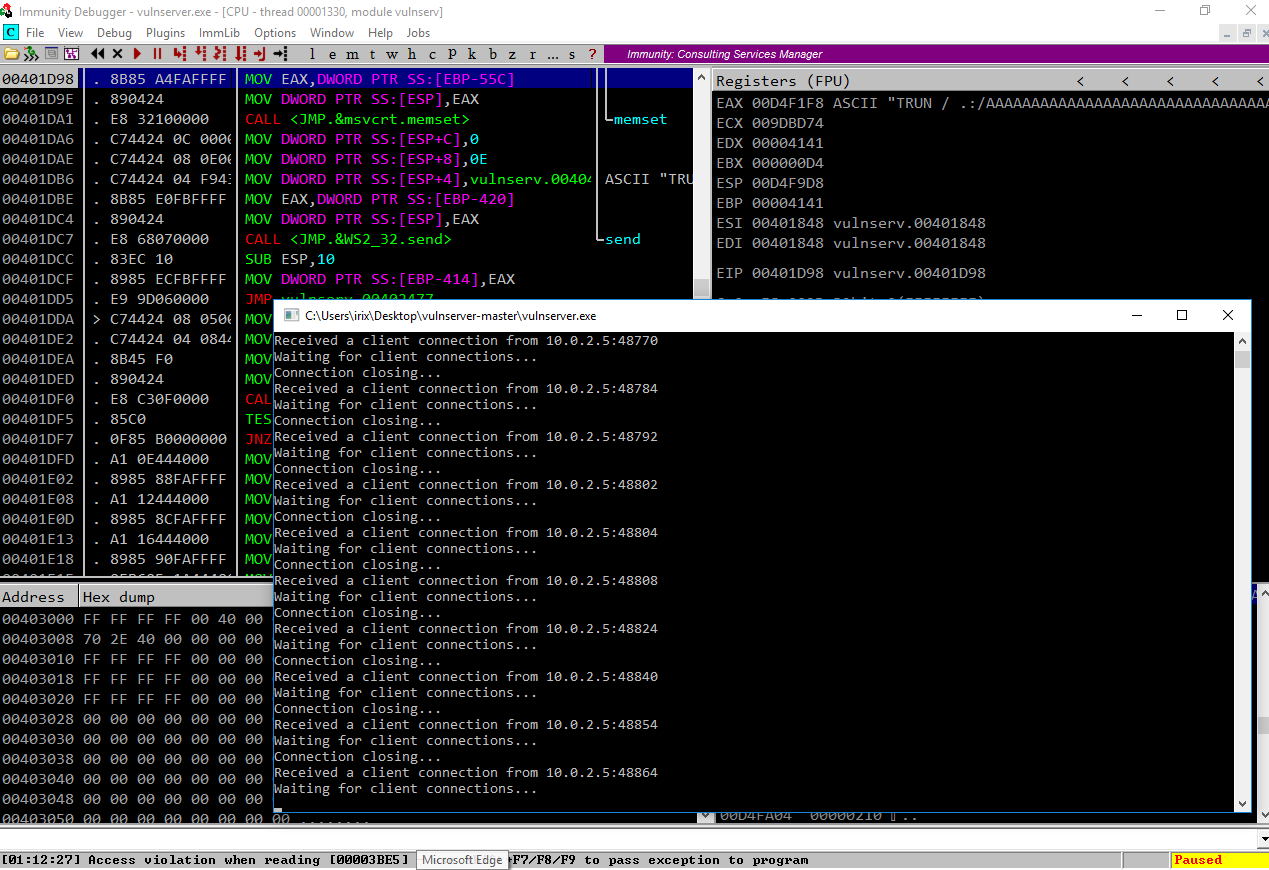 Immunity Debugger - vulnserver.exe - [CPU - thread 00001330, module vulnserv]
C File View Debug Plugins ImmLib Options Window Help Jobs
l e m t w h c P k b z r ... s ? Immunity: Consulting Services Manager
00401D98 . 8B85 A4FAFFFF MOV EAX,DWORD PTR SS:[EBP-55C]
00401D9E . 890424 MOV DWORD PTR SS:[ESP],EAX
00401DA1 . E8 32100000 CALL <JMP.&msvcrt.memset> memset
00401DA6 . C74424 0C 0000 MOV DWORD PTR SS:[ESP+C],0
00401DAE . C74424 08 0E00 MOV DWORD PTR SS:[ESP+8],0E
00401DB6 . C74424 04 F943 MOV DWORD PTR SS:[ESP+4],vulnserv.00404 ASCII "TRU
00401DBE . 8B85 E0FBFFFF MOV EAX,DWORD PTR SS:[EBP-420]
00401DC4 . 890424 MOV DWORD PTR SS:[ESP],EAX
00401DC7 . E8 68070000 CALL <JMP.&WS2_32.send> send
00401DCC . 83EC 10 SUB ESP,10
00401DCF . 8985 ECFBFFFF MOV DWORD PTR SS:[EBP-414],EAX
00401DD5 . E9 9D060000 JMP vulnserv.00402477
00401DDA > C74424 08 0500 MOV
00401DE2 . C74424 04 0844 MOV
00401DEA . 8B45 F0 MOV
00401DED . 890424 MOV
00401DF0 . E8 C30F0000 CAL
00401DF5 . 85C0 TES
00401DF7 . 0F85 B0000000 JNZ
00401DFD . A1 0E444000 MOV
00401E02 . 8985 88FAFFFF MOV
00401E08 . A1 12444000 MOV
00401E0D . 8985 8CFAFFFF MOV
00401E13 . A1 16444000 MOV
00401E18 . 8985 90FAFFFF MOV
Registers (FPU) < < < < <
EAX 00D4F1F8 ASCII "TRUN / .:/AAAAAAAAAAAAAAAAAAAAAAAAAAAAAAAA
ECX 009DBD74
EDX 00004141
EBX 000000D4
ESP 00D4F9D8
EBP 00004141
ESI 00401848 vulnserv.00401848
EDI 00401848 vulnserv.00401848
EIP 00401D98 vulnserv.00401D98
C:\Users\irix\Desktop\vulnserver-master\vulnserver.exe
Received a client connection from 10.0.2.5:48770
Waiting for client connections...
Connection closing...
Received a client connection from 10.0.2.5:48784
Waiting for client connections...
Connection closing...
Received a client connection from 10.0.2.5:48792
Waiting for client connections...
Connection closing...
Received a client connection from 10.0.2.5:48802
Waiting for client connections...
Connection closing...
Received a client connection from 10.0.2.5:48804
Waiting for client connections...
Connection closing...
Received a client connection from 10.0.2.5:48808
Waiting for client connections...
Connection closing...
Received a client connection from 10.0.2.5:48824
Waiting for client connections...
Connection closing...
Received a client connection from 10.0.2.5:48840
Waiting for client connections...
Connection closing...
Received a client connection from 10.0.2.5:48854
Waiting for client connections...
Connection closing...
Received a client connection from 10.0.2.5:48864
Waiting for client connections...
Address Hex dump
00403000 FF FF FF FF 00 40 00
00403008 70 2E 40 00 00 00 00
00403010 FF FF FF FF 00 00 00
00403018 FF FF FF FF 00 00 00
00403020 FF FF FF FF 00 00 00
00403028 00 00 00 00 00 00 00
00403030 00 00 00 00 00 00 00
00403038 00 00 00 00 00 00 00
00403040 00 00 00 00 00 00 00
00403048 00 00 00 00 00 00 00
00403050 00 00 00 00 00 00 00 00 ........
00D4FA04 00000210
[01:12:27] Access violation when reading [00003BE5] Microsoft Edge +F7/F8/F9 to pass exception to program Paused